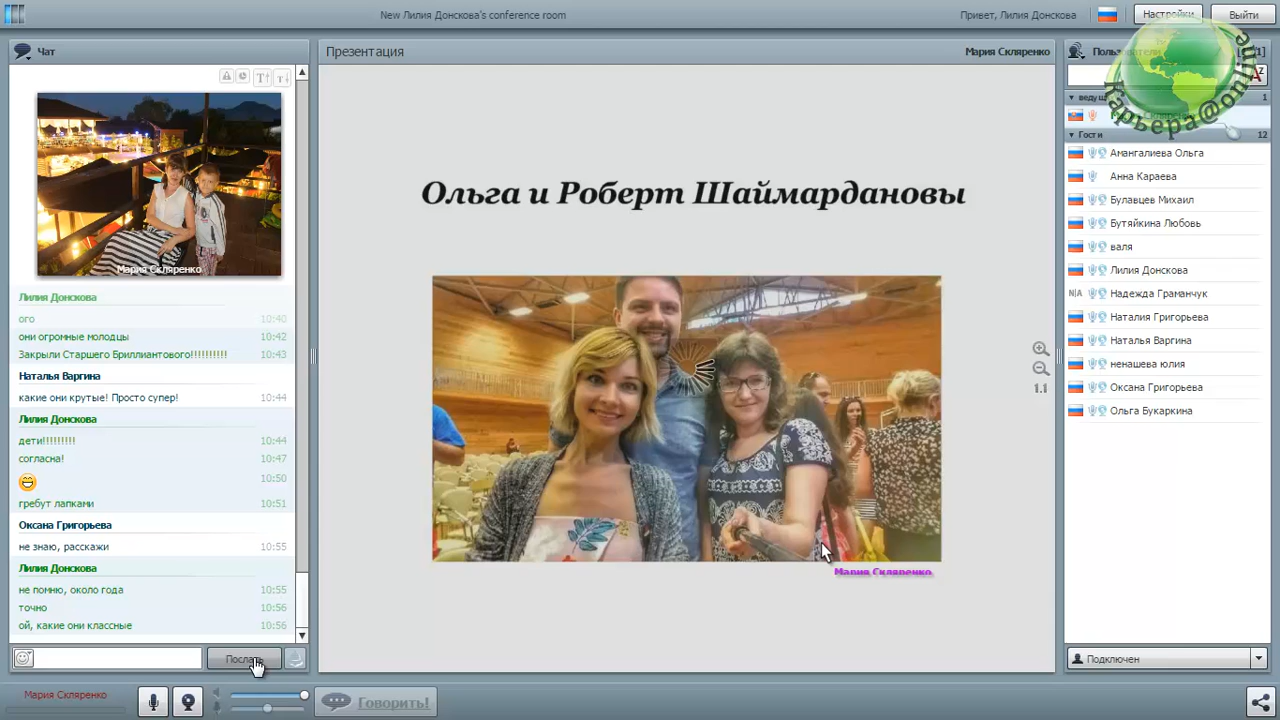 New Лилия Донскова's conference room
Привет, Лилия Донскова
Настройки
Выйти
Чат
Мария Скляренко
Лилия Донскова
ого 10:40
они огромные молодцы 10:42
Закрыли Старшего Бриллиантового!!!!!!!!!! 10:43
Наталья Варгина
какие они крутые! Просто супер! 10:44
Лилия Донскова
дети!!!!!!!!! 10:44
согласна! 10:47
10:50
гребут лапками 10:51
Оксана Григорьева
не знаю, расскажи 10:55
Лилия Донскова
не помню, около года 10:55
точно 10:56
ой, какие они классные 10:56
Послать
Мария Скляренко
Говорить!
Презентация
Мария Скляренко
Ольга и Роберт Шаймардановы
Мария Скляренко
1.1
Пользователи
Карьера@online
ведущ 1
Гости 12
Амангалиева Ольга
Анна Караева
Булавцев Михаил
Бутяйкина Любовь
валя
Лилия Донскова
N|A Надежда Граманчук
Наталия Григорьева
Наталья Варгина
ненашева юлия
Оксана Григорьева
Ольга Букаркина
Подключен